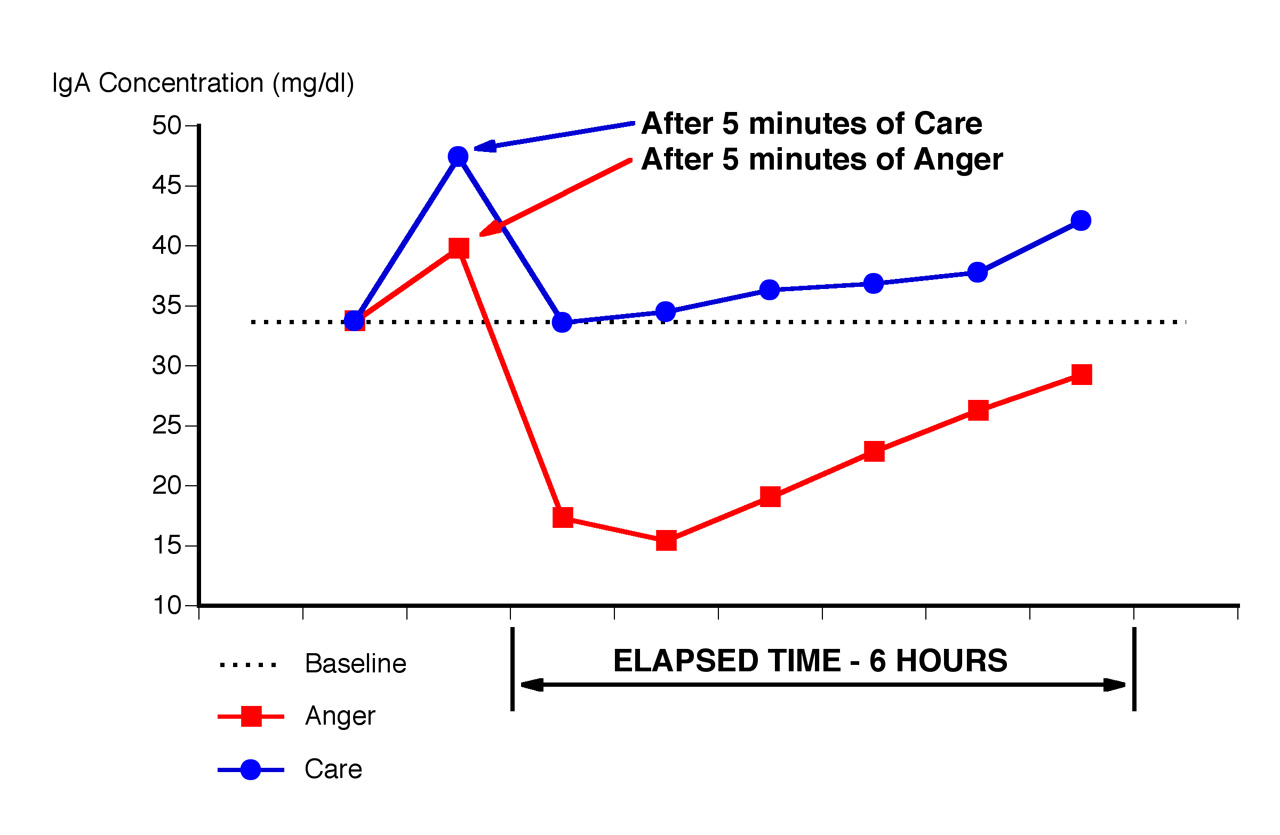 IgA Concentration (mg/dl)
After 5 minutes of Care
After 5 minutes of Anger
50
45
40
35
30
25
20
15
10
ELAPSED TIME - 6 HOURS
Baseline
Anger
Care